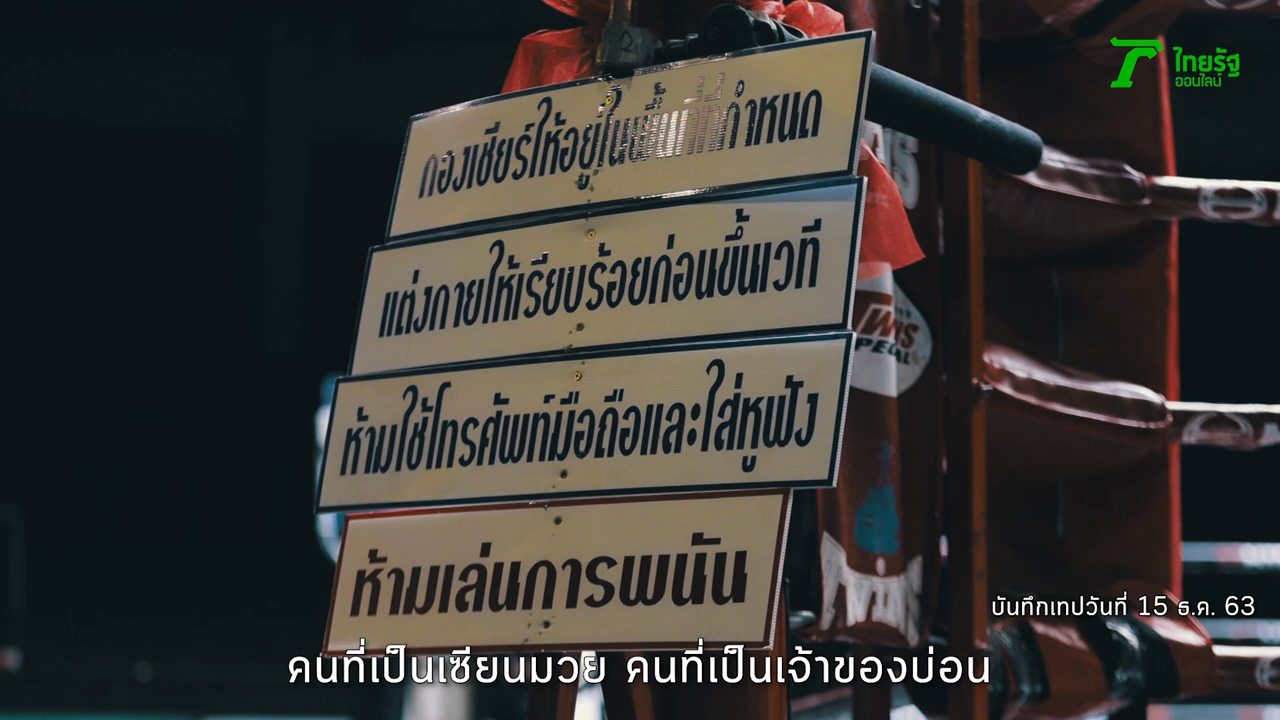 ไทยรัฐ
ออนไลน์
กองเชียร์ให้อยู่ในพื้นที่ที่กำหนด
แต่งกายให้เรียบร้อยก่อนขึ้นเวที
ห้ามใช้โทรศัพท์มือถือและใส่หูฟัง
ห้ามเล่นการพนัน
SPECIAL
TWINS
บันทึกเทปวันที่ 15 ธ.ค. 63
คนที่เป็นเซียนมวย คนที่เป็นเจ้าของบ่อน